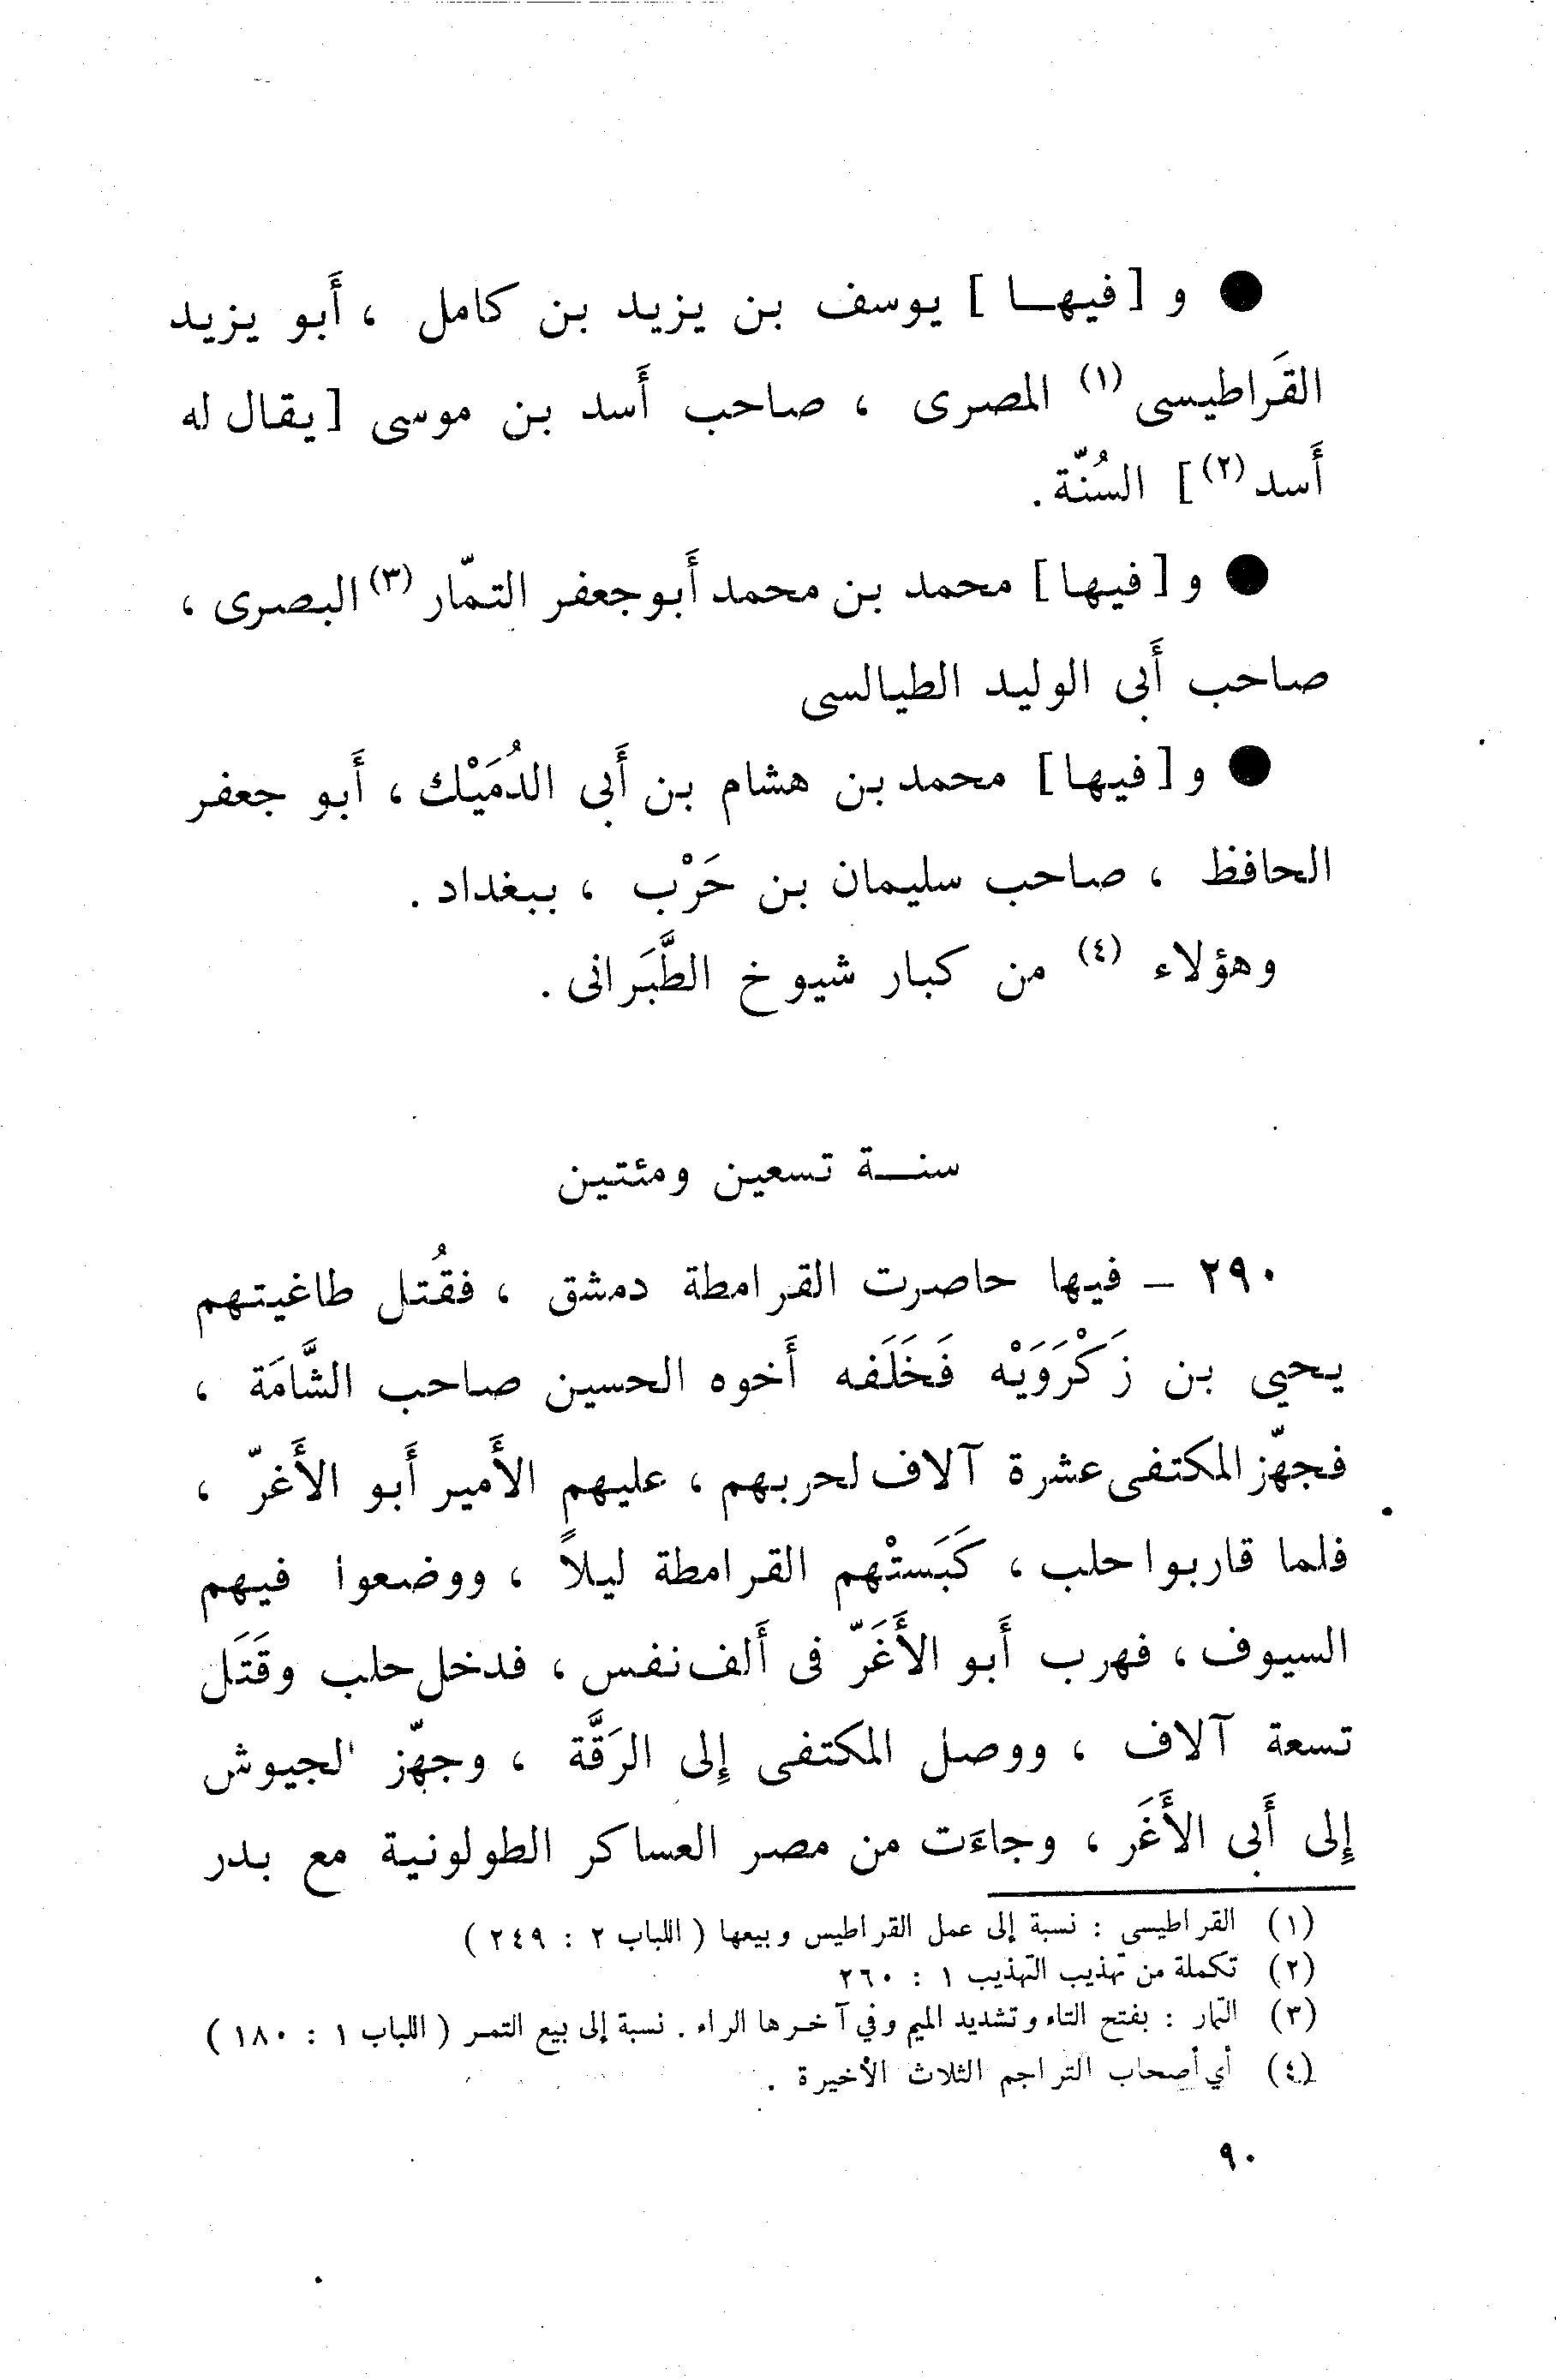 ● و [فيهـا] يوسف بن يزيد بن كامل ، أَبو يزيد
القَراطيسى (١) المصرى ، صاحب أَسد بن موسى [يقال له
أَسد (٢)] السُنّة .
● و [فيها] محمد بن محمد أَبو جعفر التمّار (٣) البصرى ،
صاحب أَبى الوليد الطيالسى
● و [فيها] محمد بن هشام بن أَبى الدُمَيْك ، أَبو جعفر
الحافظ ، صاحب سليمان بن حَرْب ، ببغداد .
وهؤلاء (٤) من كبار شيوخ الطَّبَرانى .
سنــة تسعين ومئتين
٢٩٠ – فيها حاصرت القرامطة دمشق ، فقُتل طاغيتهم
يحيى بن زَكْرَوَيْه فَخَلَفه أَخوه الحسين صاحب الشَّامَة ،
فجهّز المكتفى عشرة آلاف لحربهم ، عليهم الأَمير أَبو الأَغرّ ،
فلما قاربوا حلب ، كَبَستْهم القرامطة ليلاً ، ووضعوا فيهم
السيوف ، فهرب أَبو الأَغَرّ فى أَلف نفس ، فدخل حلب وقَتَل
تسعة آلاف ، ووصل المكتفى إلى الرَقَّة ، وجهّز الجيوش
إلى أَبى الأَغَر ، وجاءَت من مصر العساكر الطولونية مع بدر
(١) القراطيسي : نسبة إلى عمل القراطيس وبيعها ( اللباب ٢ : ٢٤٩ )
(٢) تكملة من تهذيب التهذيب ١ : ٢٦٠
(٣) التمار : بفتح التاء وتشديد الميم وفي آخرها الراء . نسبة إلى بيع التمر ( اللباب ١ : ١٨٠ )
(٤) أي أصحاب التراجم الثلاث الأخيرة .
٩٠